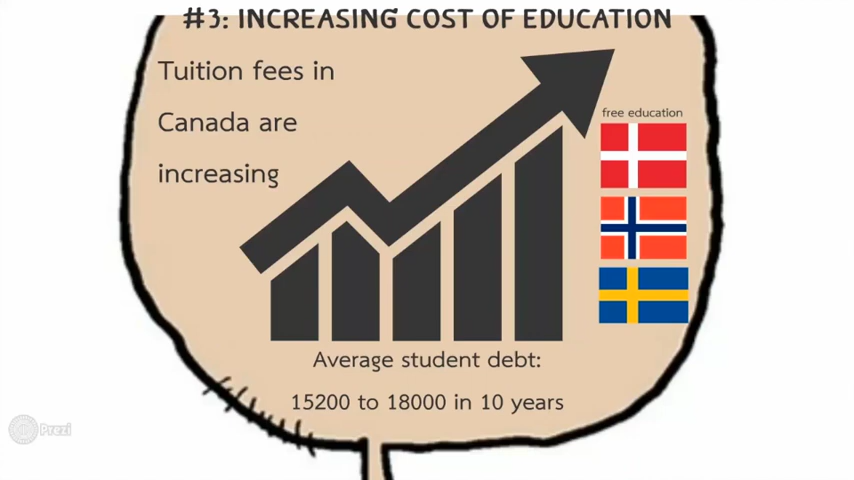 #3: INCREASING COST OF EDUCATION
Tuition fees in
Canada are
increasing
free education
Average student debt:
15200 to 18000 in 10 years
Prezi